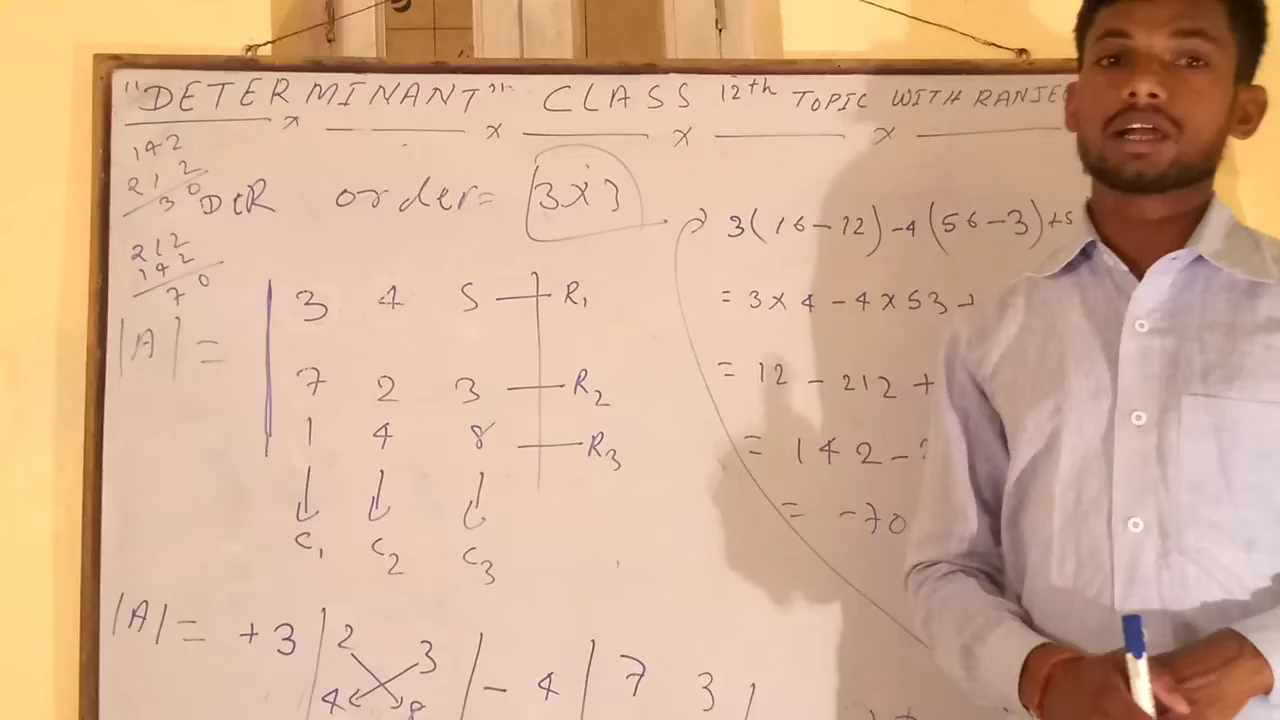 "DETERMINANT" CLASS 12th TOPIC WITH RANJE
142
212
30
DetR order = 3x3
212
142
70
|A| =
3 4 5 R1
7 2 3 R2
1 4 8 R3
C1 C2 C3
3(16-12)-4(56-3)+5
= 3x4-4x53+
= 12-212+
= 142-
= -70
|A| = +3 | 2 3 | - 4 | 7 3
4 8